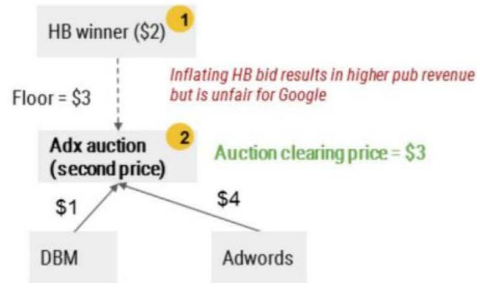 1
HB winner ($2)
Inflating HB bid results in higher pub revenue
but is unfair for Google
Floor = $3
2
Adx auction
(second price)
Auction clearing price = $3
$1
$4
DBM
Adwords